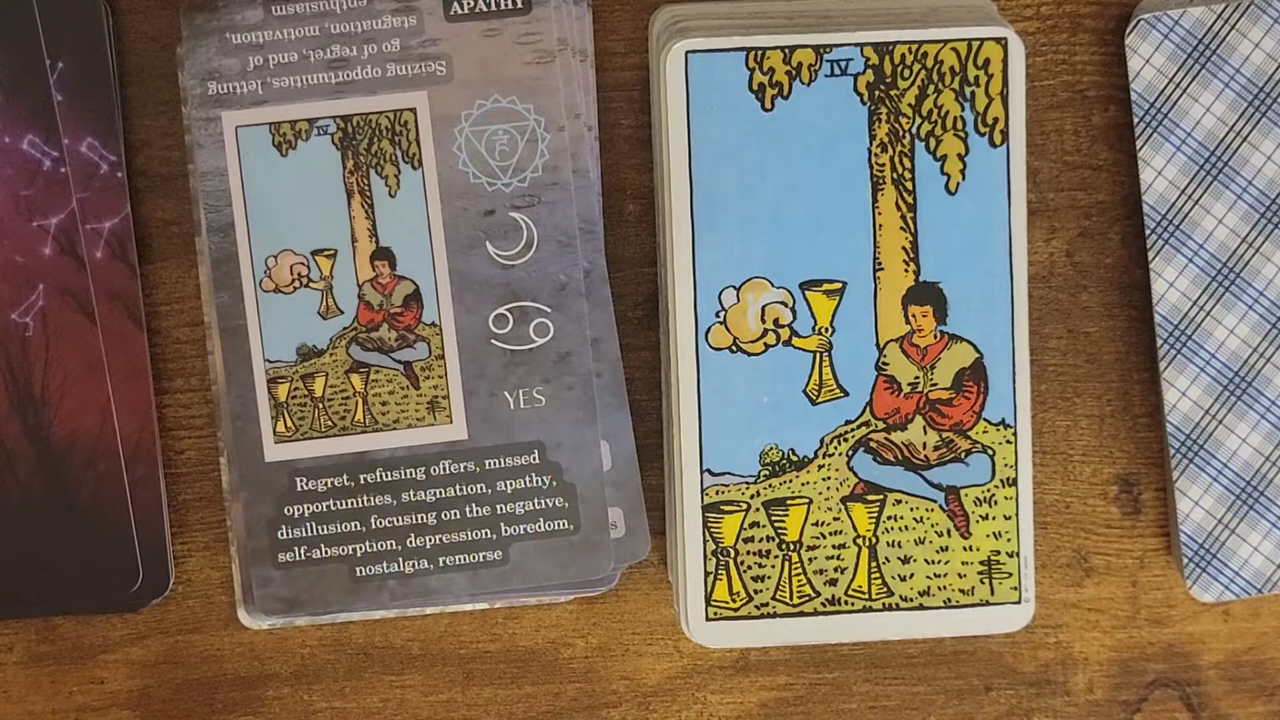 APATHY
enthusiasm
stagnation, motivation,
go of regret, end of
Seizing opportunities, letting
IV
YES
Regret, refusing offers, missed
opportunities, stagnation, apathy,
disillusion, focusing on the negative,
self-absorption, depression, boredom,
nostalgia, remorse
s
IV